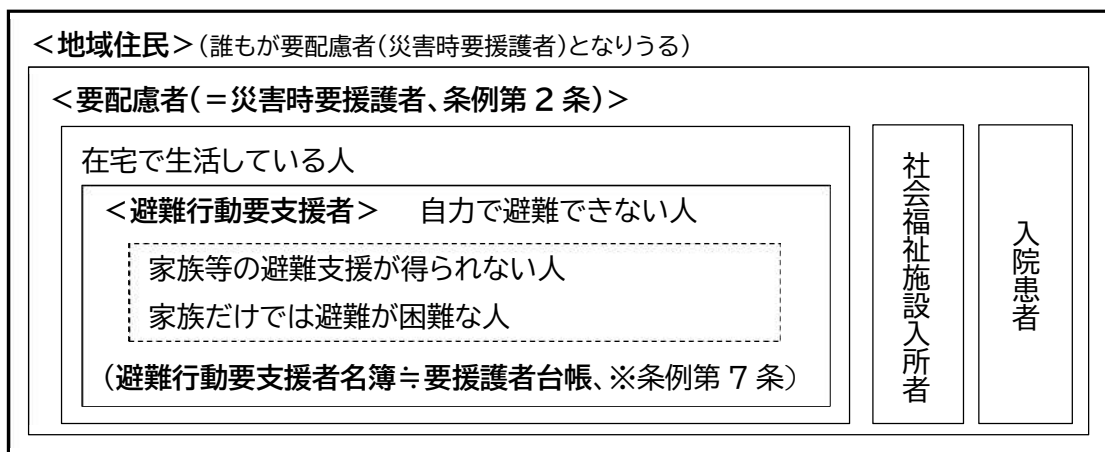 ＜地域住民＞（誰もが要配慮者（災害時要援護者）となりうる）
＜要配慮者（＝災害時要援護者、条例第２条）＞
在宅で生活している人
＜避難行動要支援者＞　自力で避難できない人
家族等の避難支援が得られない人
家族だけでは避難が困難な人
（避難行動要支援者名簿≒要援護者台帳、※条例第７条）
社会福祉施設入所者
入院患者